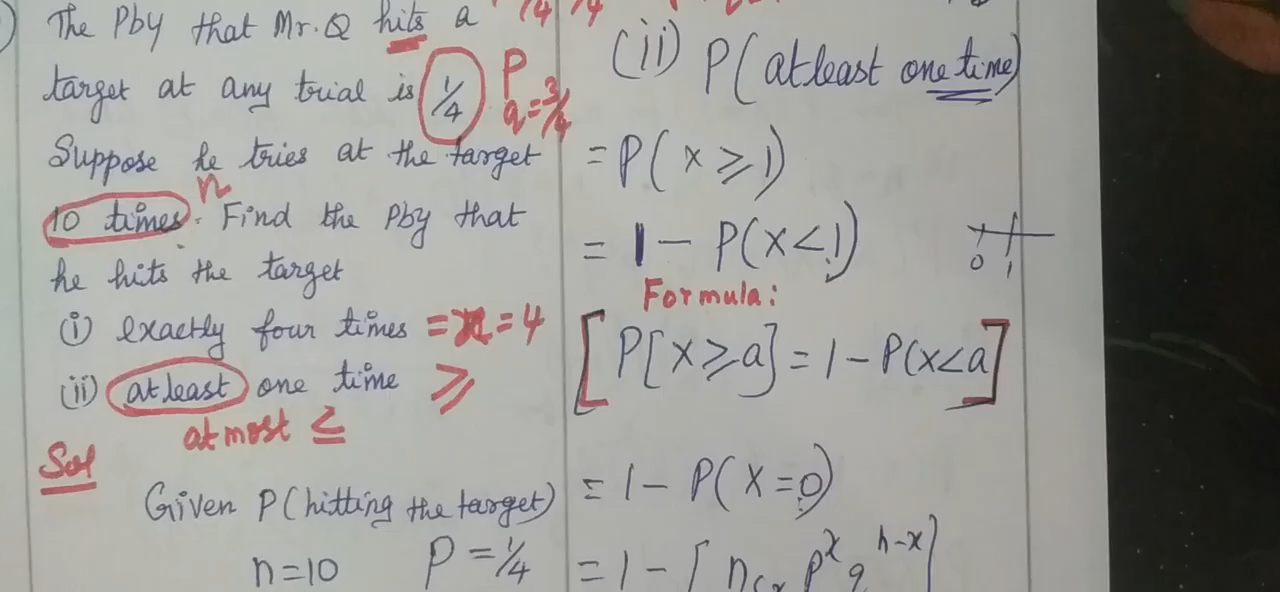 The Pby that Mr. Q hits a
target at any trial is 1/4 P
q = 3/4
Suppose he tries at the target
n
10 times. Find the Pby that
he hits the target
(i) exactly four times = x = 4
(ii) atleast one time ≥
atmost ≤
Sol
Given P(hitting the target)
n=10 P = 1/4
(ii) P(atleast one time)
= P(x ≥ 1)
= 1 - P(x < 1)
0 1
Formula:
[P[x ≥ a] = 1 - P(x < a]
= 1 - P(x = 0)
= 1 - [nCx p^x q^n-x]